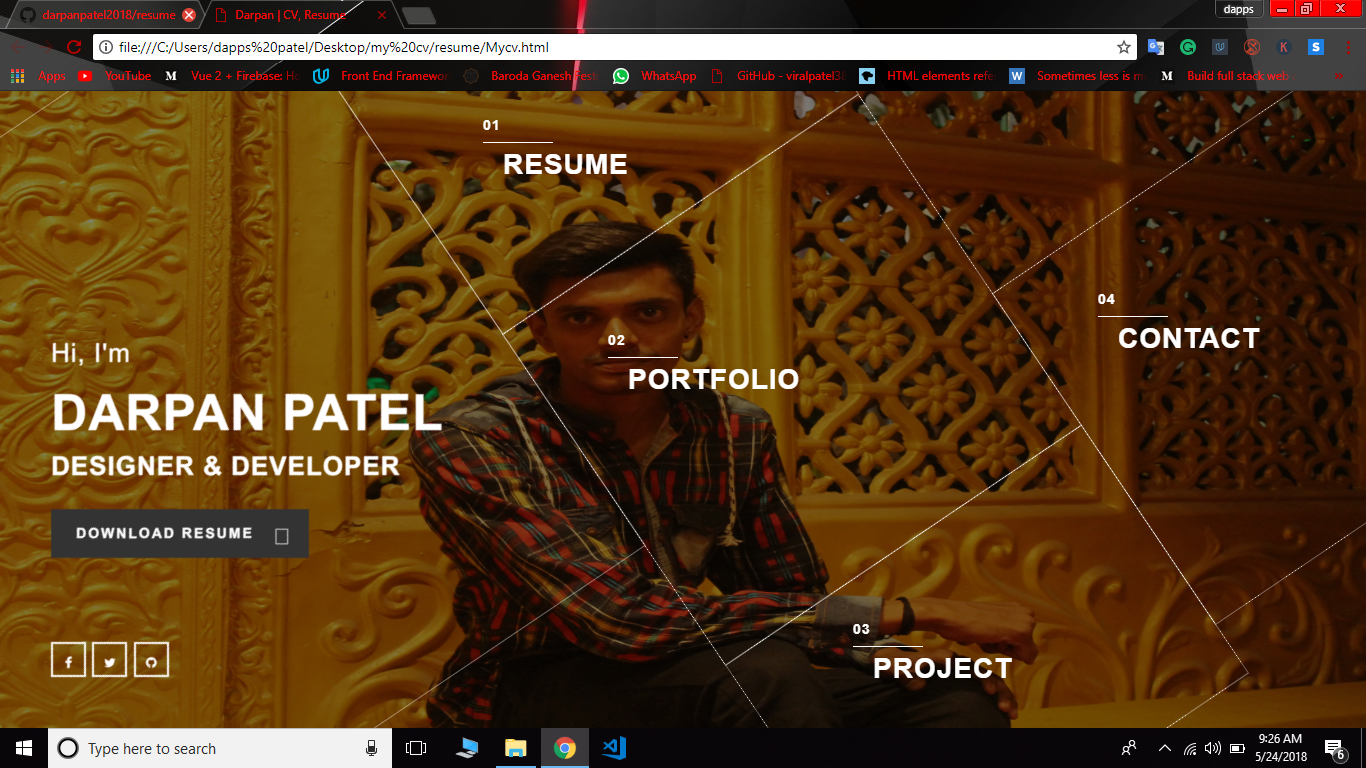 dapps
darpanpatel2018/resume
Darpan | CV, Resume
file:///C:/Users/dapps%20patel/Desktop/my%20cv/resume/Mycv.html
Apps
YouTube
Vue 2 + Firebase: Ho
Front End Framewor
Baroda Ganesh Fest
WhatsApp
GitHub - viralpatel38
HTML elements refe
Sometimes less is m
Build full stack web
01
RESUME
02
PORTFOLIO
04
CONTACT
Hi, I'm
DARPAN PATEL
DESIGNER & DEVELOPER
DOWNLOAD RESUME
03
PROJECT
Type here to search
9:26 AM
5/24/2018
6